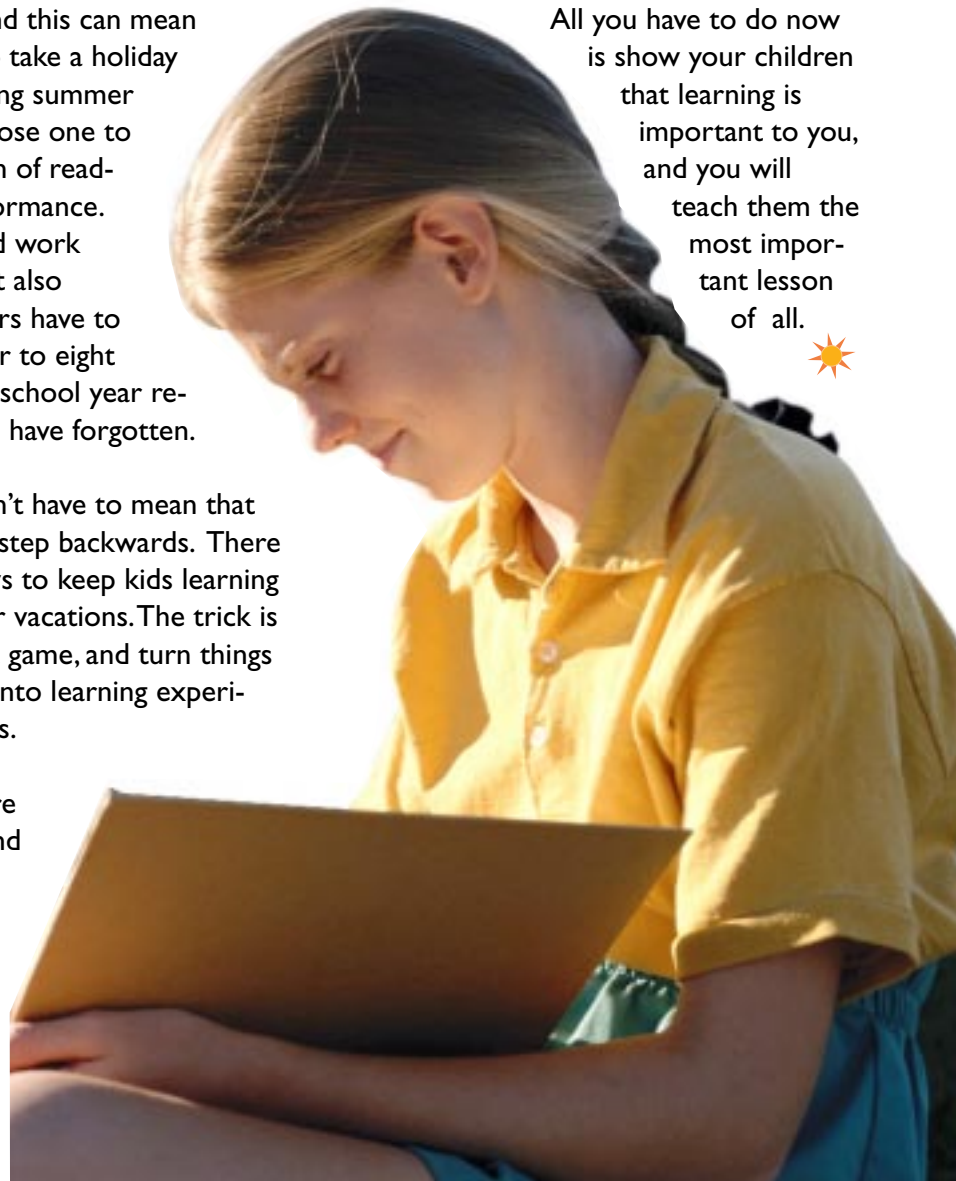 nd this can mean
take a holiday
ng summer
ose one to
n of read-
ormance.
d work
t also
rs have to
r to eight
school year re-
have forgotten.
n't have to mean that
step backwards. There
s to keep kids learning
r vacations. The trick is
game, and turn things
nto learning experi-
s.
re
nd
All you have to do now
is show your children
that learning is
important to you,
and you will
teach them the
most impor-
tant lesson
of all.